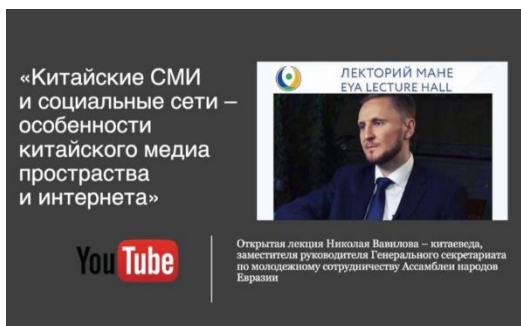 «Китайские СМИ
и социальные сети –
особенности
китайского медиа
простраства
и интернета»
ЛЕКТОРИЙ МАНЕ
EYA LECTURE HALL
YouTube
Открытая лекция Николая Вавилова – китаеведа,
заместителя руководителя Генерального секретариата
по молодежному сотрудничеству Ассамблеи народов
Евразии